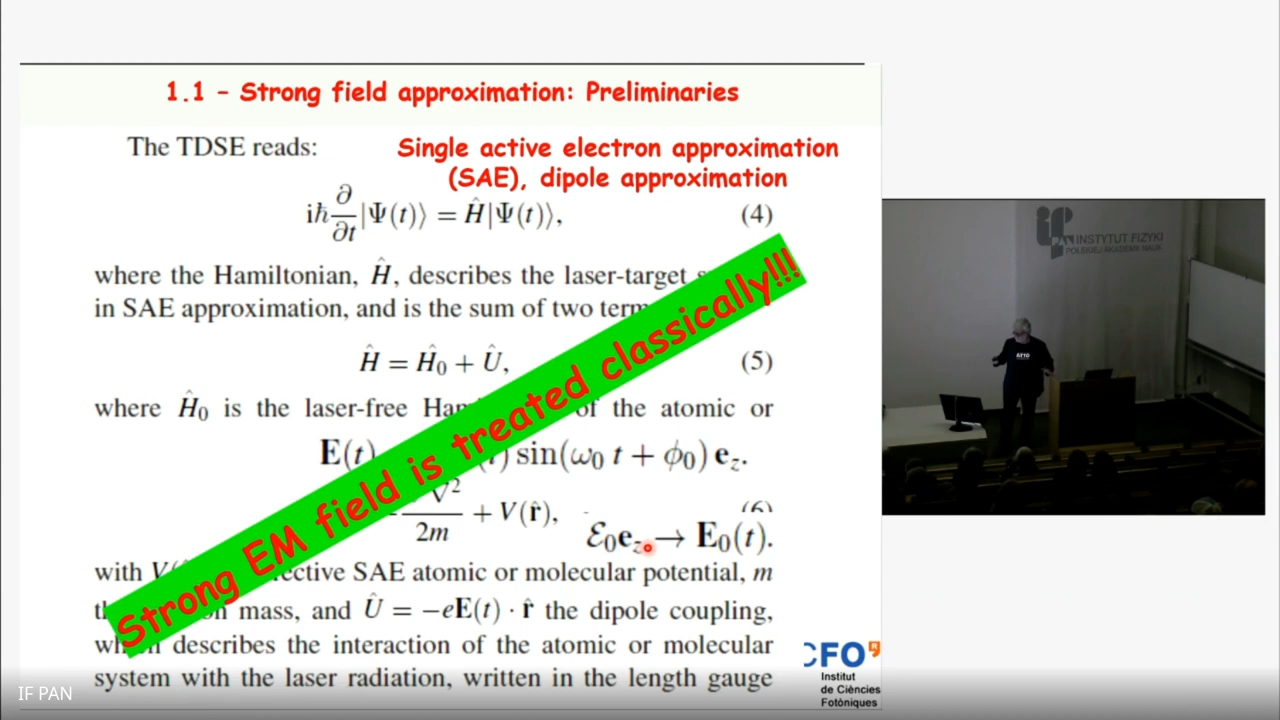 1.1 – Strong field approximation: Preliminaries
The TDSE reads:
Single active electron approximation
(SAE), dipole approximation
iħ ∂/∂t |Ψ(t)⟩ = Ĥ|Ψ(t)⟩, (4)
where the Hamiltonian, Ĥ, describes the laser-target
in SAE approximation, and is the sum of two
Ĥ = Ĥ₀ + Û, (5)
where Ĥ₀ is the laser-free of the atomic or
E(t) sin(ω₀ t + ϕ₀) e_z.
∇²/2m + V(r̂), (6)
ℰ₀e_z → E₀(t).
with SAE atomic or molecular potential, m
mass, and Û = −eE(t) · r̂ the dipole coupling,
describes the interaction of the atomic or molecular
system with the laser radiation, written in the length gauge
Strong EM field is treated classically!!!
CFO
Institut
de Ciències
Fotòniques
IF PAN
INSTYTUT FIZYKI
POLSKIEJ AKADEMII NAUK